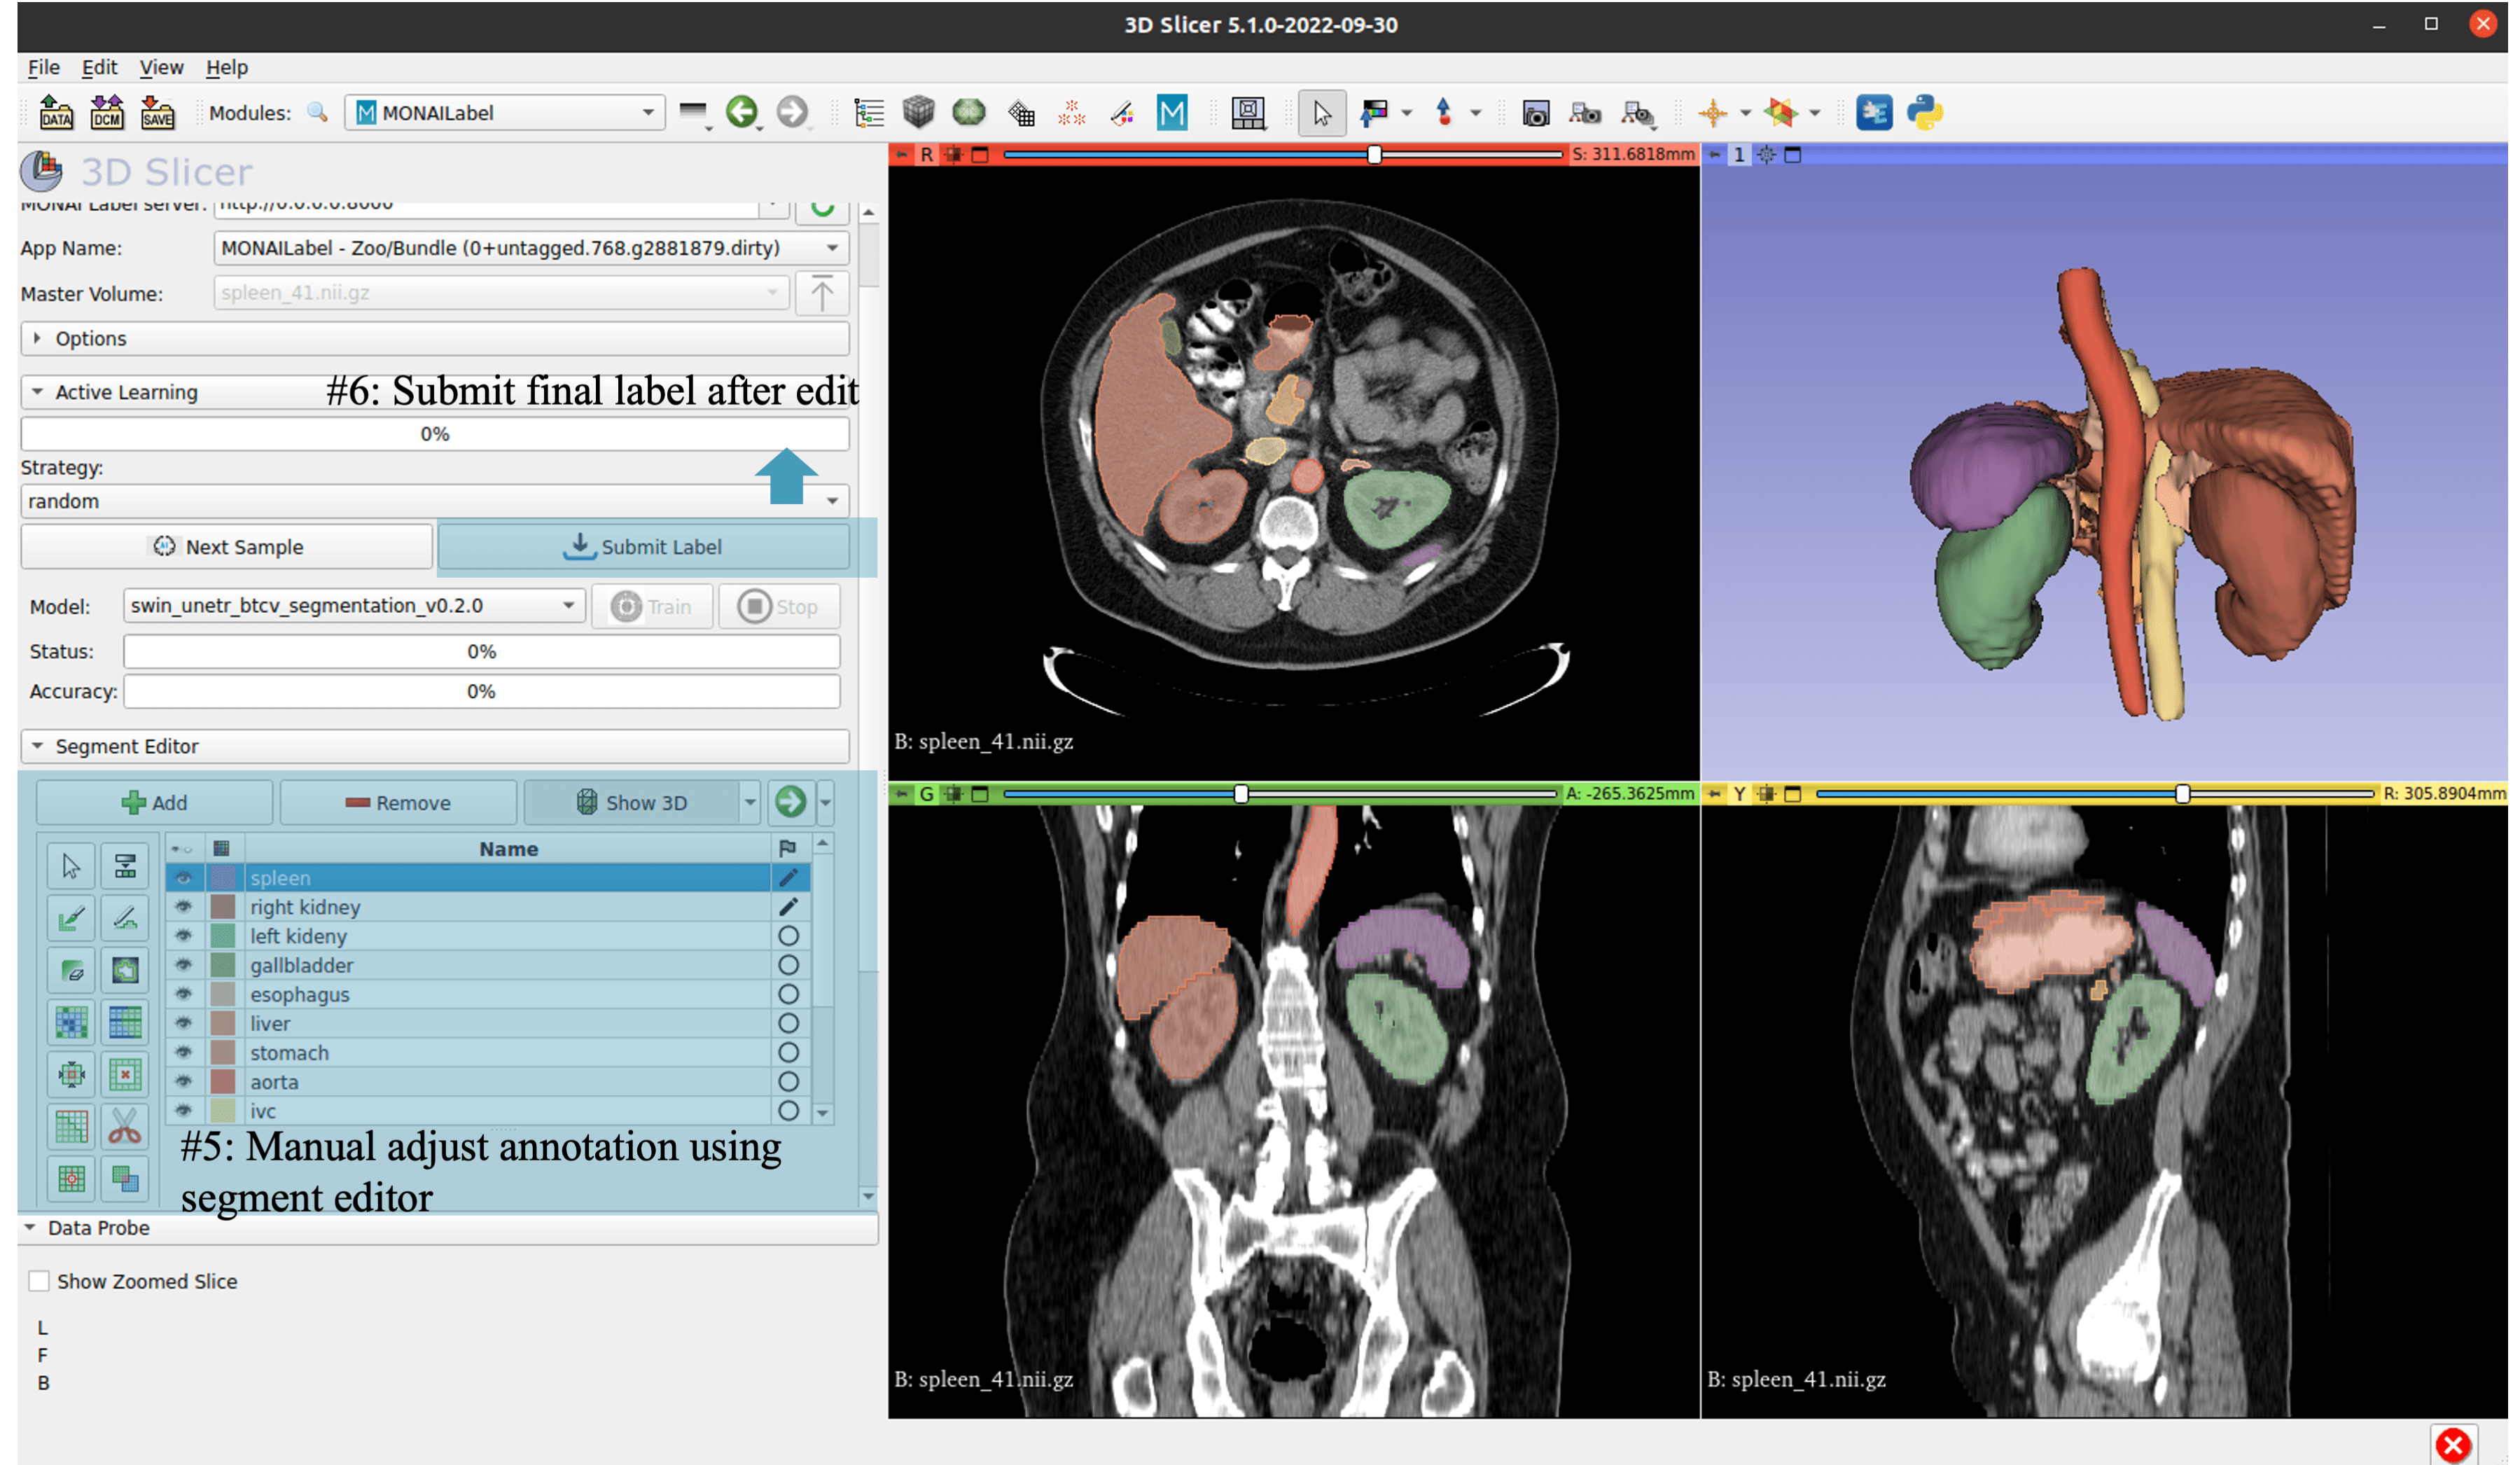 3D Slicer 5.1.0-2022-09-30
File Edit View Help
DATA DCM SAVE Modules: M MONAILabel M
3D Slicer
MONAI Label server: http://0.0.0.0:8000
App Name: MONAILabel - Zoo/Bundle (0+untagged.768.g2881879.dirty)
Master Volume: spleen_41.nii.gz
Options
Active Learning
#6: Submit final label after edit
0%
Strategy:
random
Next Sample Submit Label
Model: swin_unetr_btcv_segmentation_v0.2.0 Train Stop
Status: 0%
Accuracy: 0%
Segment Editor
Add Remove Show 3D
Name
spleen
right kidney
left kideny
gallbladder
esophagus
liver
stomach
aorta
ivc
#5: Manual adjust annotation using
segment editor
Data Probe
Show Zoomed Slice
L
F
B
R S: 311.6818mm
B: spleen_41.nii.gz
1
G A: -265.3625mm
B: spleen_41.nii.gz
Y R: 305.8904mm
B: spleen_41.nii.gz